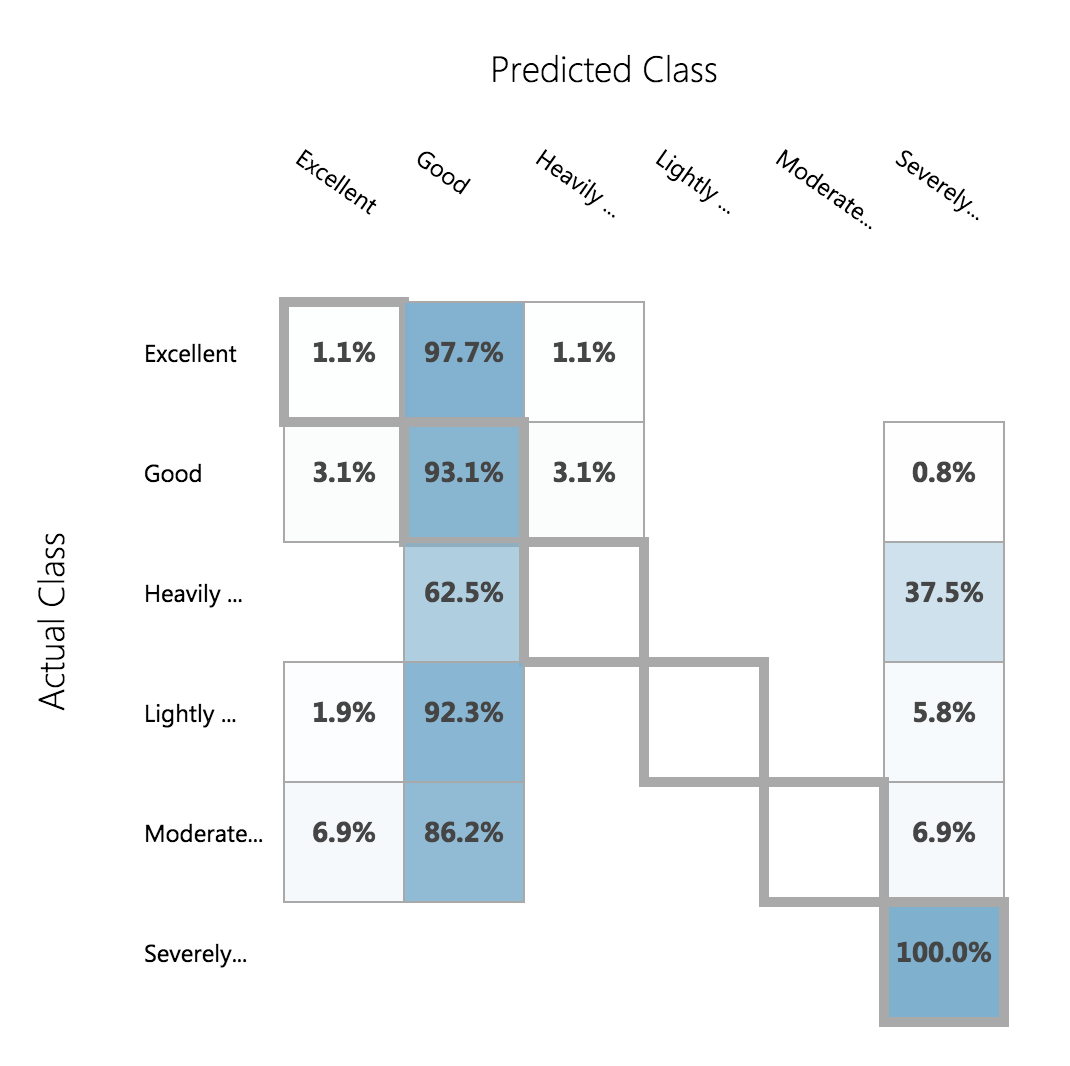 Predicted Class
Excellent Good Heavily ... Lightly ... Moderate... Severely...
Excellent 1.1% 97.7% 1.1%
Good 3.1% 93.1% 3.1% 0.8%
Heavily ... 62.5% 37.5%
Lightly ... 1.9% 92.3% 5.8%
Moderate... 6.9% 86.2% 6.9%
Severely... 100.0%
Actual Class